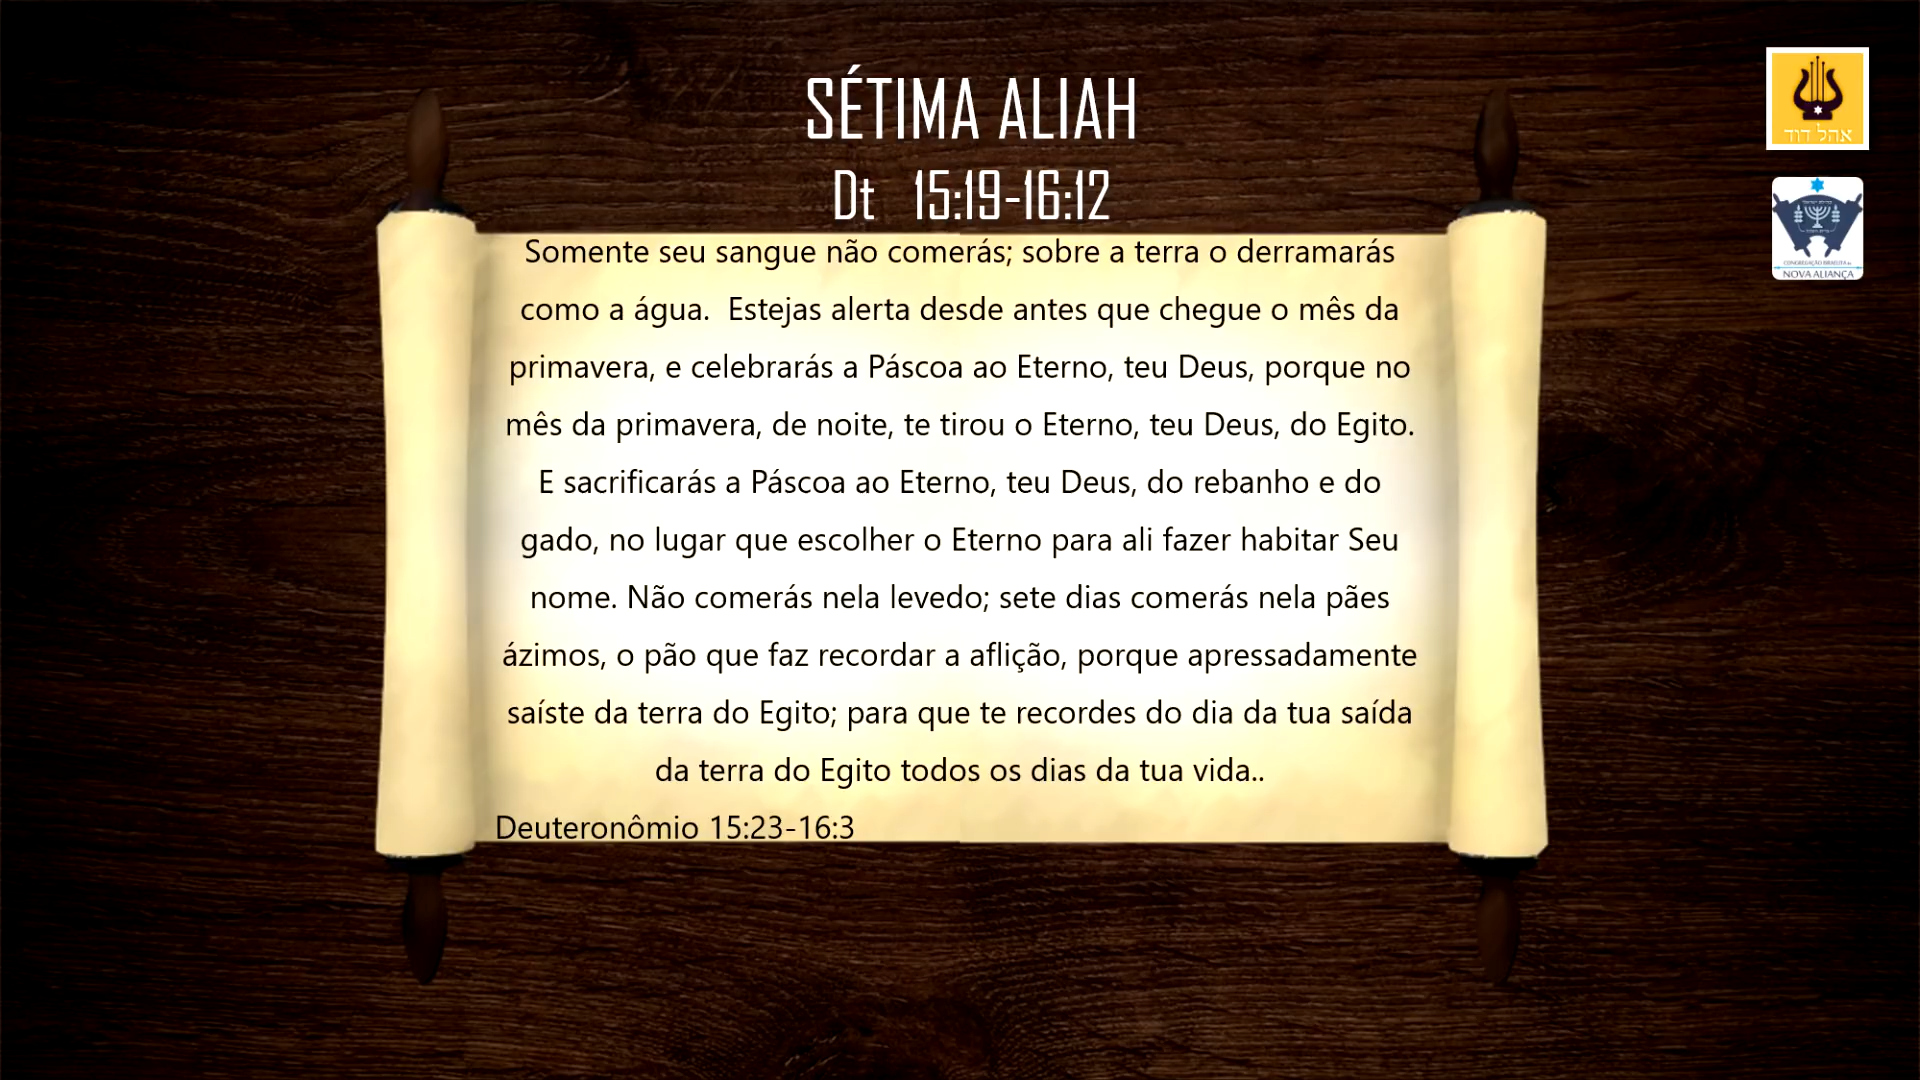 SÉTIMA ALIAH
Dt 15:19-16:12
Somente seu sangue não comerás; sobre a terra o derramarás
como a água.  Estejas alerta desde antes que chegue o mês da
primavera, e celebrarás a Páscoa ao Eterno, teu Deus, porque no
mês da primavera, de noite, te tirou o Eterno, teu Deus, do Egito.
E sacrificarás a Páscoa ao Eterno, teu Deus, do rebanho e do
gado, no lugar que escolher o Eterno para ali fazer habitar Seu
nome. Não comerás nela levedo; sete dias comerás nela pães
ázimos, o pão que faz recordar a aflição, porque apressadamente
saíste da terra do Egito; para que te recordes do dia da tua saída
da terra do Egito todos os dias da tua vida..
Deuteronômio 15:23-16:3
אהל דוד
NOVA ALIANÇA